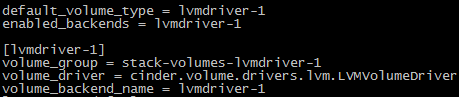 default_volume_type = lvmdriver-1
enabled_backends = lvmdriver-1
[lvmdriver-1]
volume_group = stack-volumes-lvmdriver-1
volume_driver = cinder.volume.drivers.lvm.LVMVolumeDriver
volume_backend_name = lvmdriver-1